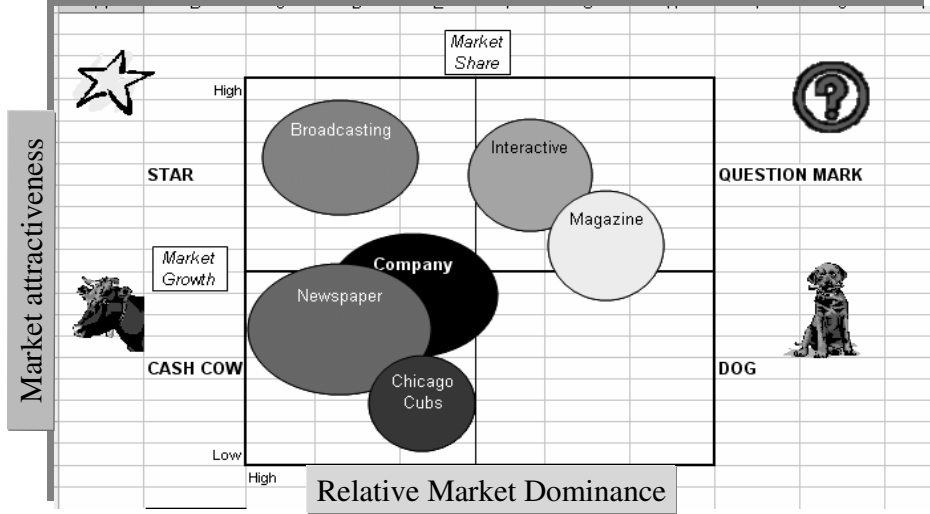 Market
Share
High
Broadcasting
Interactive
STAR
QUESTION MARK
Magazine
Market
Growth
Company
Newspaper
Market attractiveness
CASH COW
DOG
Chicago
Cubs
Low
High
Relative Market Dominance